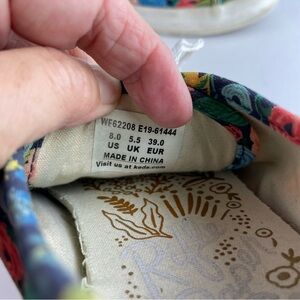 WF62208 E19-61444
8.0 5.5 39.0
US UK EUR
MADE IN CHINA
Visit us at keds.com
Keds